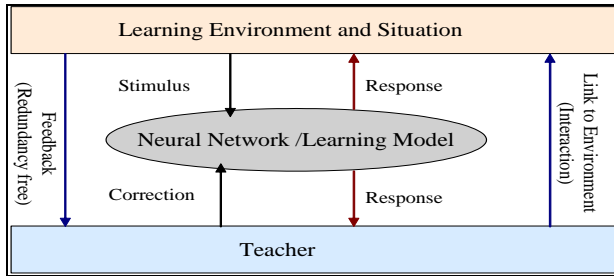 Learning Environment and Situation
Stimulus
Response
Feedback
(Redundancy free)
Neural Network /Learning Model
Link to Environment
(Interaction)
Correction
Response
Teacher